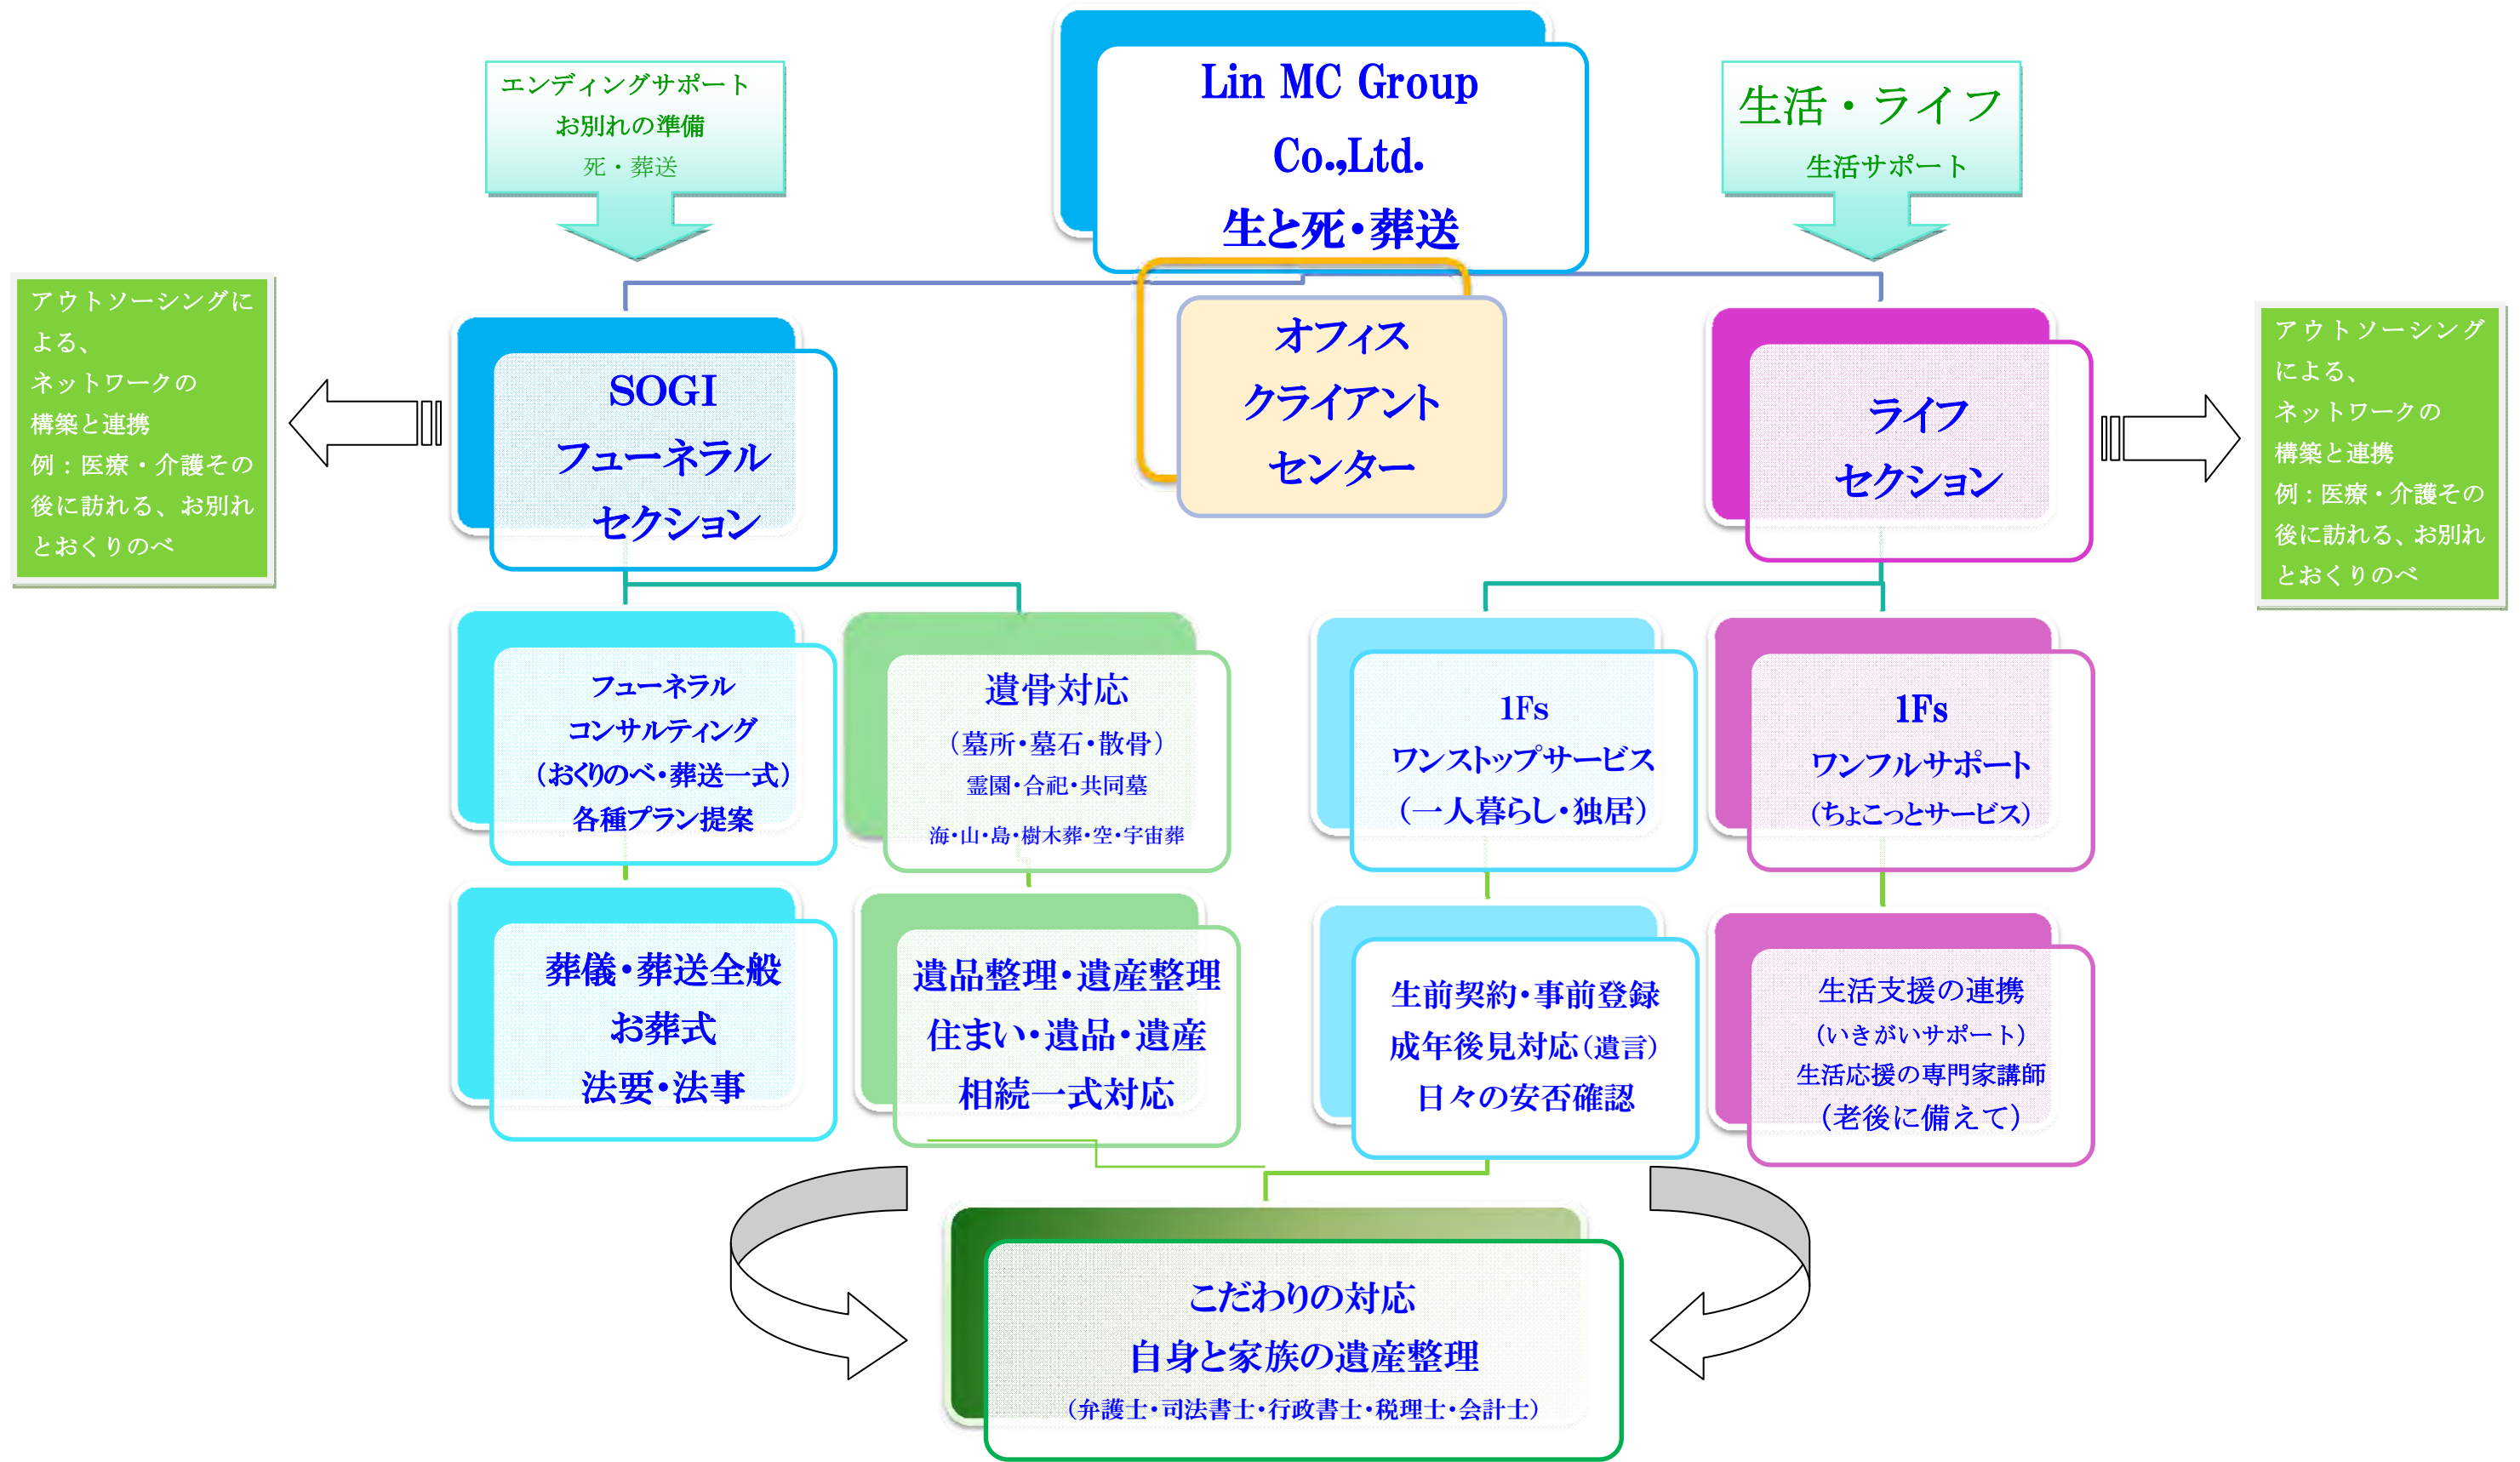 Lin MC Group
Co.,Ltd.
生と死・葬送
エンディングサポート
お別れの準備
死・葬送
生活・ライフ
生活サポート
アウトソーシングに
よる、
ネットワークの
構築と連携
例：医療・介護その
後に訪れる、お別れ
とおくりのべ
SOGI
フューネラル
セクション
オフィス
クライアント
センター
ライフ
セクション
アウトソーシング
による、
ネットワークの
構築と連携
例：医療・介護その
後に訪れる、お別れ
とおくりのべ
フューネラル
コンサルティング
（おくりのべ・葬送一式）
各種プラン提案
遺骨対応
（墓所・墓石・散骨）
霊園・合祀・共同墓
海・山・島・樹木葬・空・宇宙葬
1Fs
ワンストップサービス
（一人暮らし・独居）
1Fs
ワンフルサポート
（ちょこっとサービス）
葬儀・葬送全般
お葬式
法要・法事
遺品整理・遺産整理
住まい・遺品・遺産
相続一式対応
生前契約・事前登録
成年後見対応（遺言）
日々の安否確認
生活支援の連携
（いきがいサポート）
生活応援の専門家講師
（老後に備えて）
こだわりの対応
自身と家族の遺産整理
（弁護士・司法書士・行政書士・税理士・会計士）